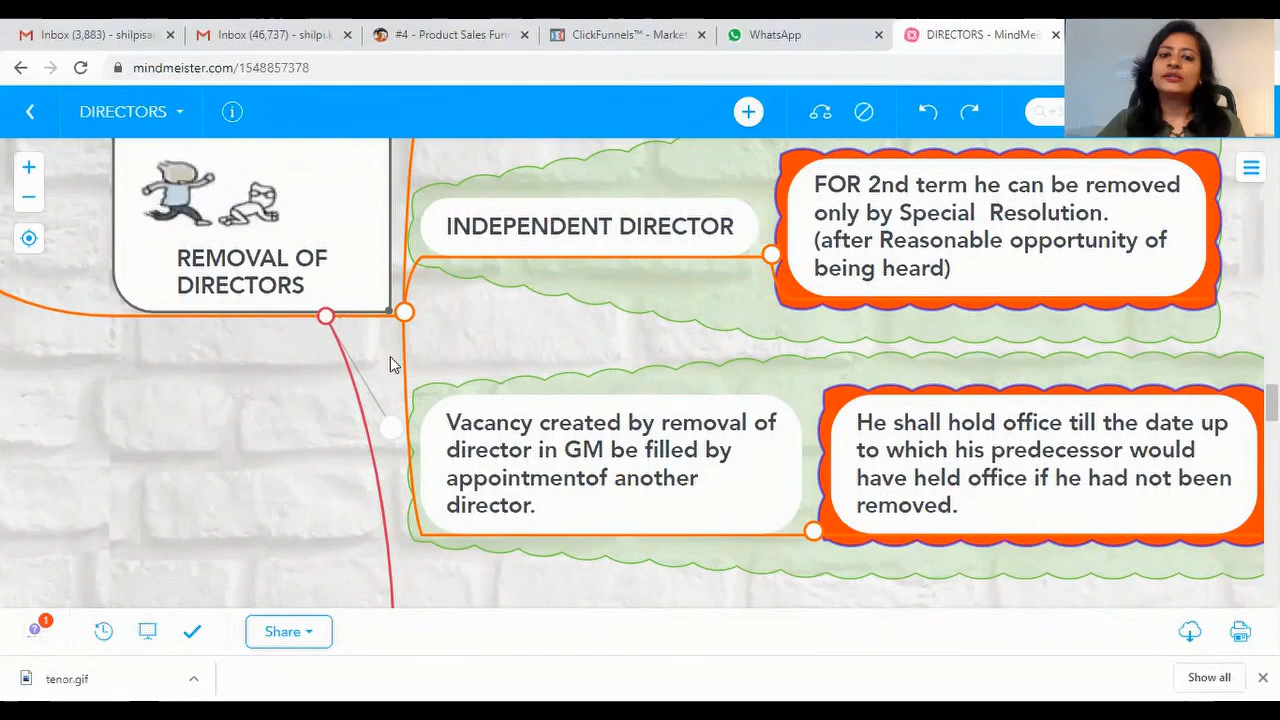 Inbox (3,883) - shilpisa
Inbox (46,737) - shilpi.k
#4 - Product Sales Fun
ClickFunnels™ - Market
WhatsApp
DIRECTORS - MindMeis
mindmeister.com/1548857378
DIRECTORS
INDEPENDENT DIRECTOR
FOR 2nd term he can be removed
only by Special Resolution.
(after Reasonable opportunity of
being heard)
REMOVAL OF
DIRECTORS
Vacancy created by removal of
director in GM be filled by
appointmentof another
director.
He shall hold office till the date up
to which his predecessor would
have held office if he had not been
removed.
1
Share
tenor.gif
Show all